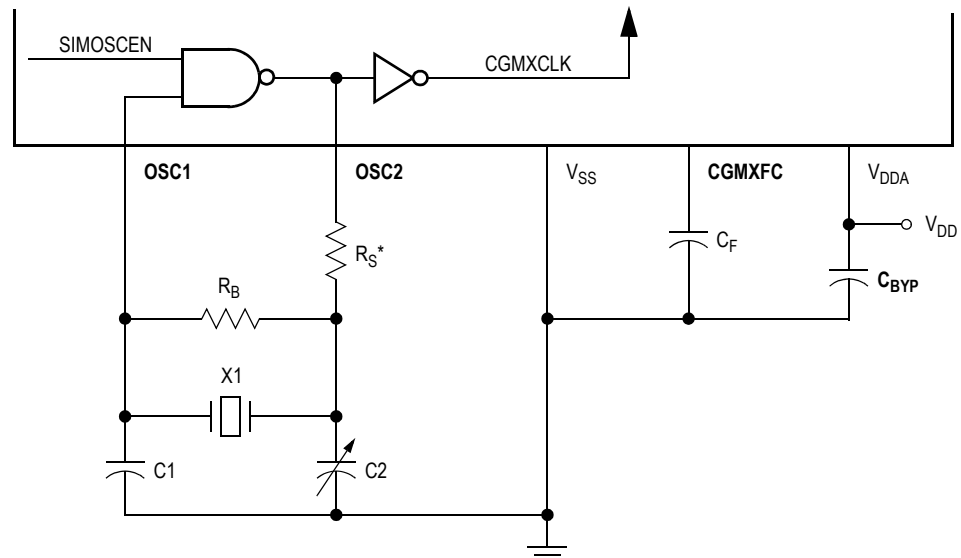 SIMOSCEN
CGMXCLK
OSC1 OSC2 VSS CGMXFC VDDA
VDD
RS* CF
CBYP
RB
X1
C1 C2